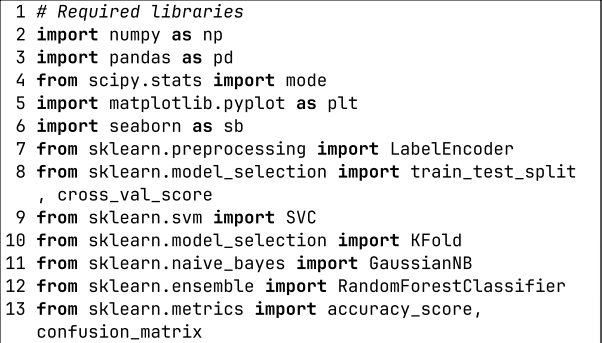 1 # Required libraries
2 import numpy as np
3 import pandas as pd
4 from scipy.stats import mode
5 import matplotlib.pyplot as plt
6 import seaborn as sb
7 from sklearn.preprocessing import LabelEncoder
8 from sklearn.model_selection import train_test_split
, cross_val_score
9 from sklearn.svm import SVC
10 from sklearn.model_selection import KFold
11 from sklearn.naive_bayes import GaussianNB
12 from sklearn.ensemble import RandomForestClassifier
13 from sklearn.metrics import accuracy_score,
confusion_matrix